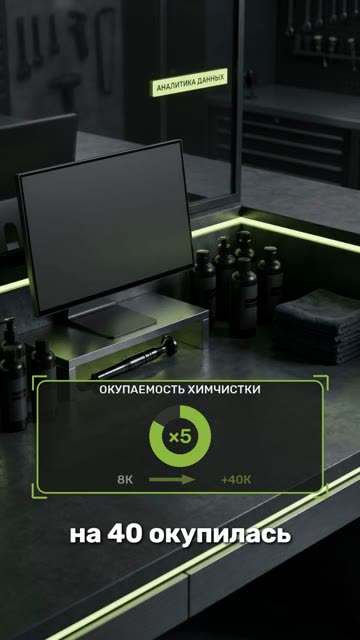 АНАЛИТИКА ДАННЫХ
ОКУПАЕМОСТЬ ХИМЧИСТКИ
×5
8К
+40К
на 40 окупилась